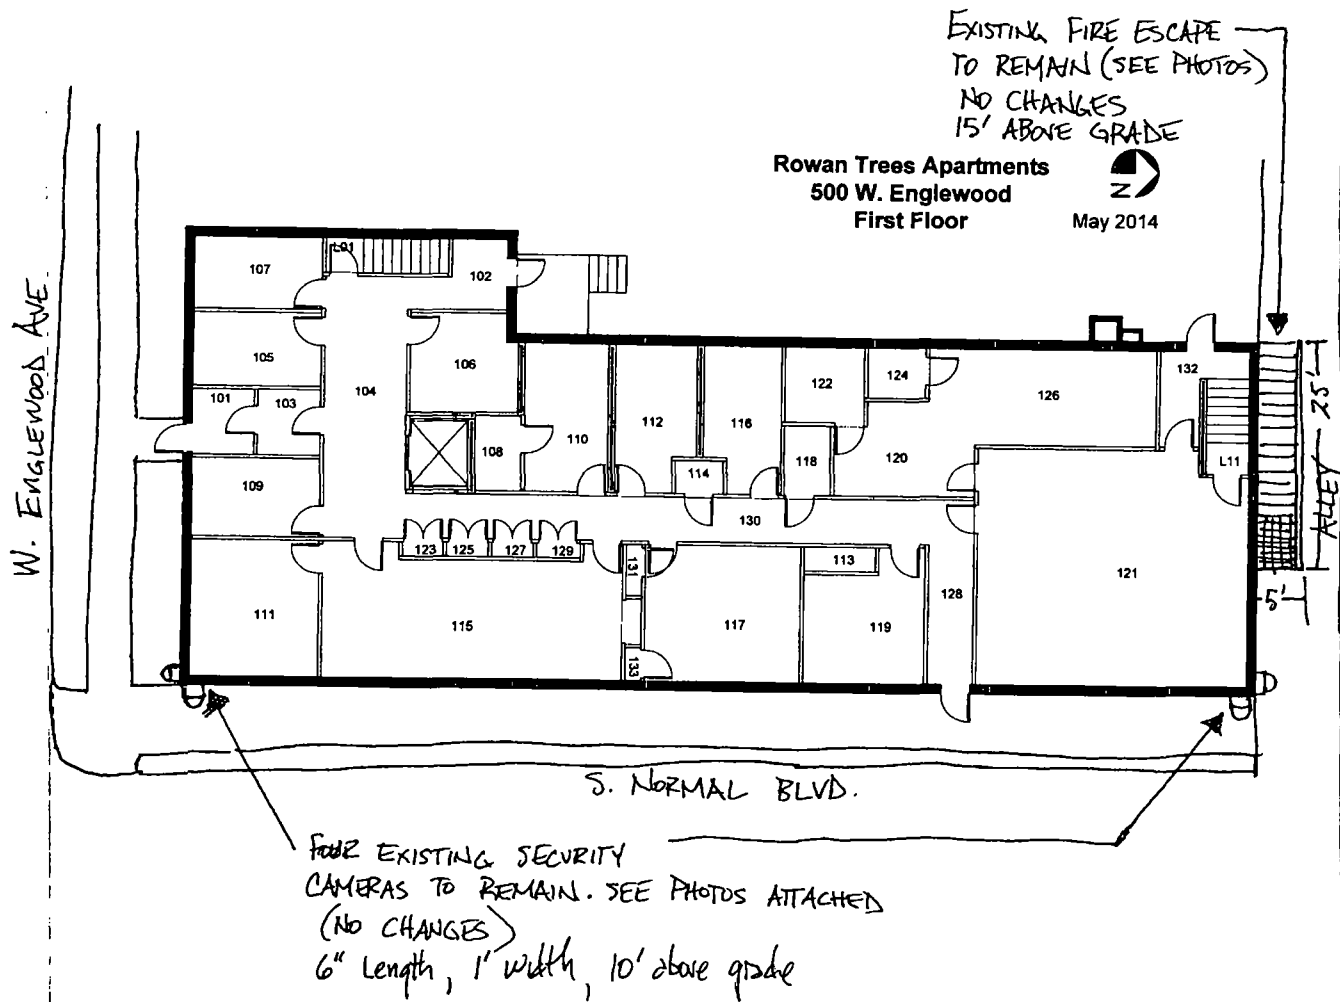 EXISTING FIRE ESCAPE
TO REMAIN (SEE PHOTOS)
NO CHANGES
15' ABOVE GRADE
Rowan Trees Apartments
500 W. Englewood
First Floor
N
May 2014
W. ENGLEWOOD AVE
107
L01
102
105
106
104
101
103
108
110
112
116
114
122
124
118
120
126
132
L11
109
130
123
125
127
129
131
113
121
111
115
117
119
128
133
25'
ALLEY
5'
S. NORMAL BLVD.
FOUR EXISTING SECURITY
CAMERAS TO REMAIN. SEE PHOTOS ATTACHED
(NO CHANGES)
6" Length, 1' width, 10' above grade